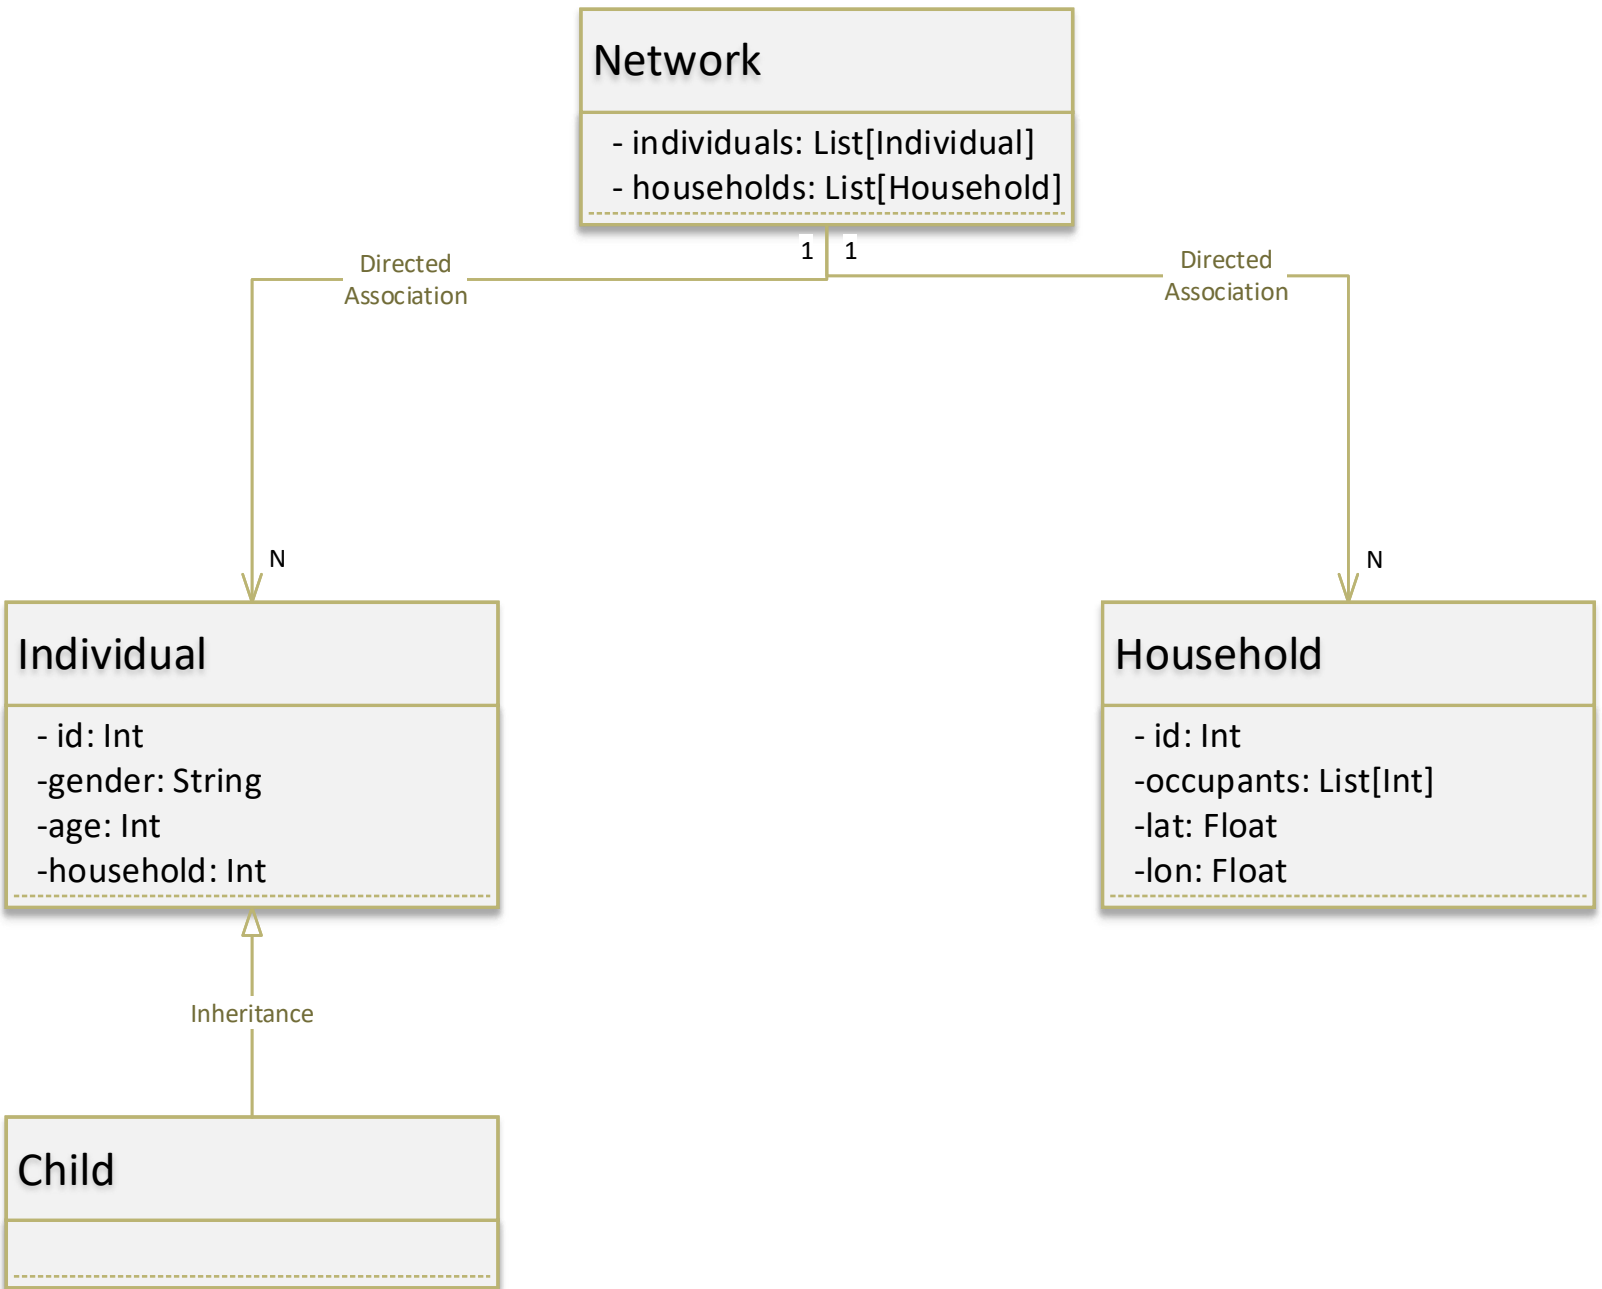 Network
- individuals: List[Individual]
- households: List[Household]
1
1
Directed
Association
Directed
Association
N
N
Individual
- id: Int
-gender: String
-age: Int
-household: Int
Household
- id: Int
-occupants: List[Int]
-lat: Float
-lon: Float
Inheritance
Child